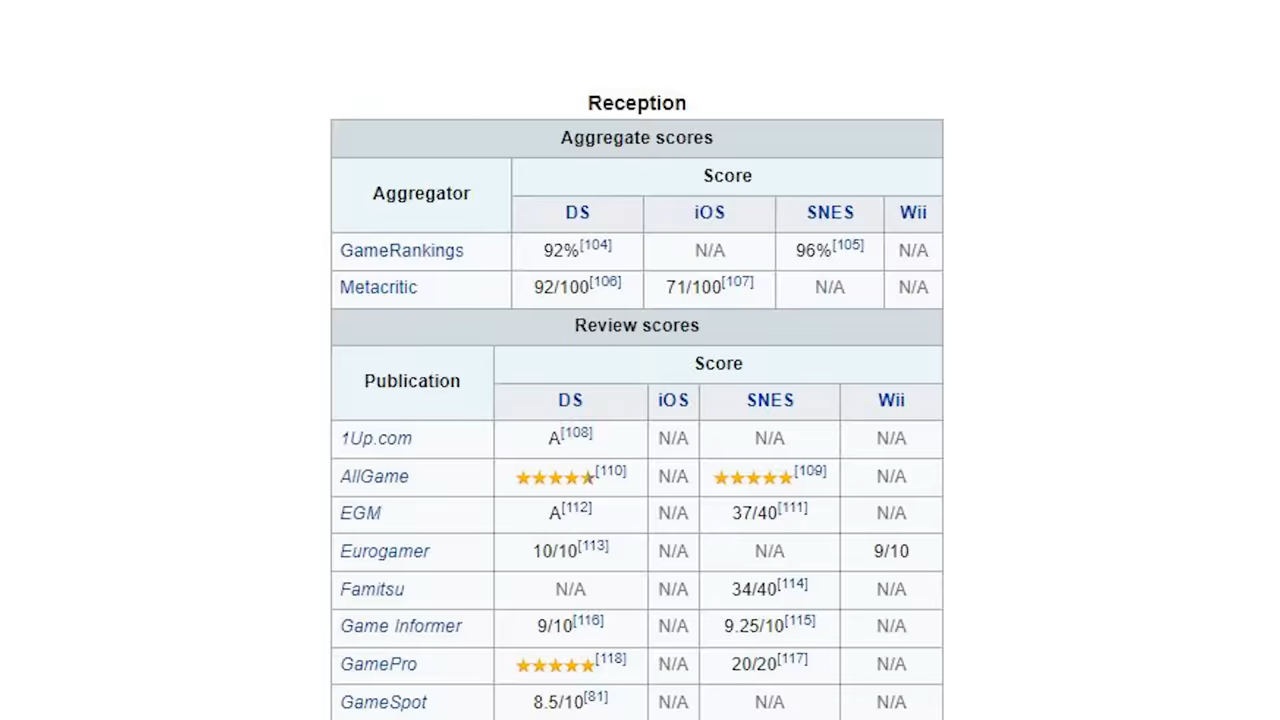 Reception
Aggregate scores
Aggregator Score
DS iOS SNES Wii
GameRankings 92%[104] N/A 96%[105] N/A
Metacritic 92/100[106] 71/100[107] N/A N/A
Review scores
Publication Score
DS iOS SNES Wii
1Up.com A[108] N/A N/A N/A
AllGame ★★★★★[110] N/A ★★★★★[109] N/A
EGM A[112] N/A 37/40[111] N/A
Eurogamer 10/10[113] N/A N/A 9/10
Famitsu N/A N/A 34/40[114] N/A
Game Informer 9/10[116] N/A 9.25/10[115] N/A
GamePro ★★★★★[118] N/A 20/20[117] N/A
GameSpot 8.5/10[81] N/A N/A N/A